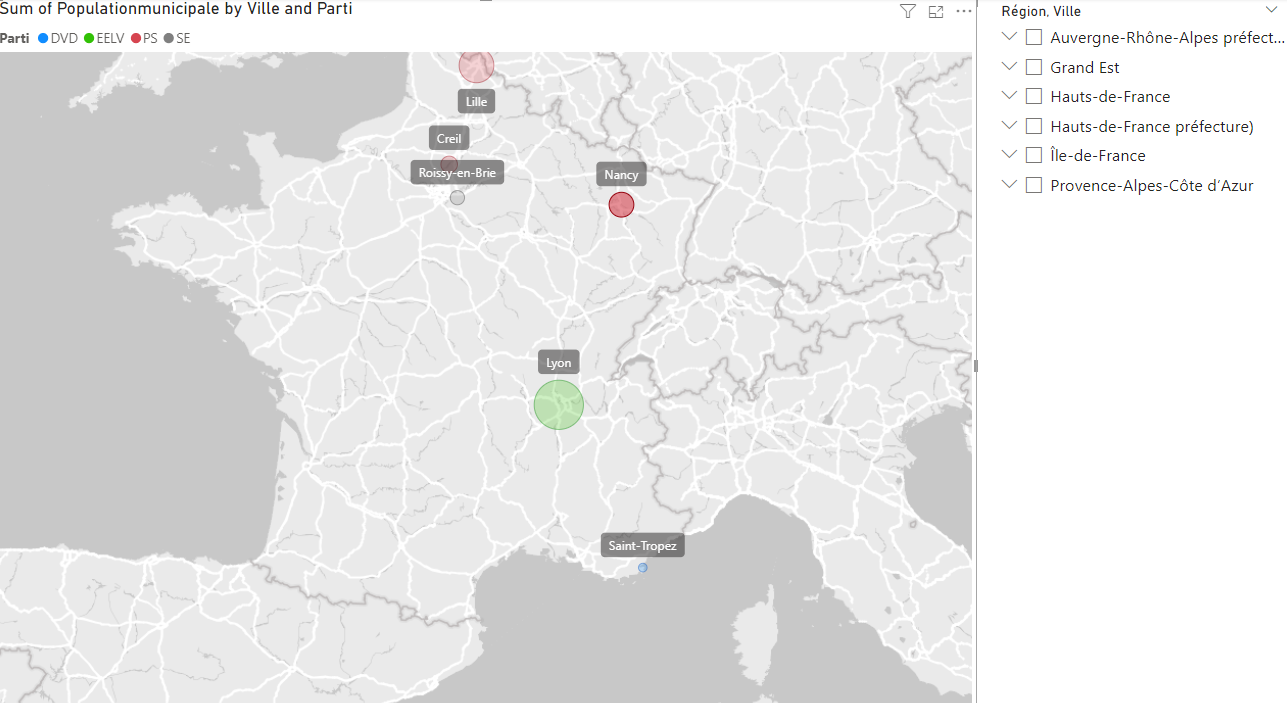 Sum of Populationmunicipale by Ville and Parti
Parti DVD EELV PS SE
Lille
Creil
Roissy-en-Brie
Nancy
Lyon
Saint-Tropez
Région, Ville
Auvergne-Rhône-Alpes préfect...
Grand Est
Hauts-de-France
Hauts-de-France préfecture)
Île-de-France
Provence-Alpes-Côte d’Azur